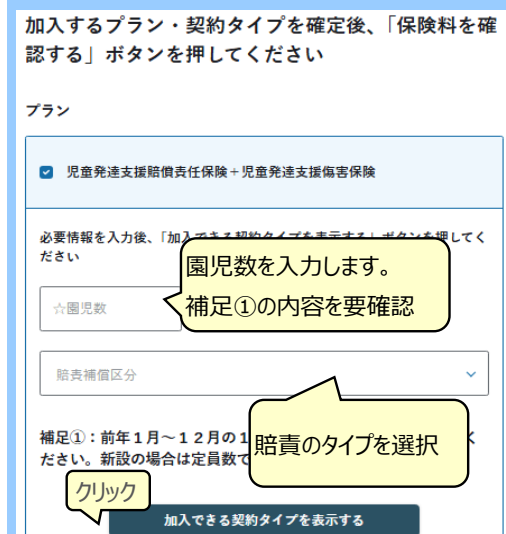 加入するプラン・契約タイプを確定後、「保険料を確
認する」ボタンを押してください
プラン
児童発達支援賠償責任保険+児童発達支援傷害保険
必要情報を入力後、「加入できる契約タイプを表示する」ボタンを押してく
ださい
園児数を入力します。
☆園児数
補足①の内容を要確認
賠責補償区分
補足①：前年１月～１２月の１
賠責のタイプを選択
く
ださい。新設の場合は定員数で
クリック
加入できる契約タイプを表示する